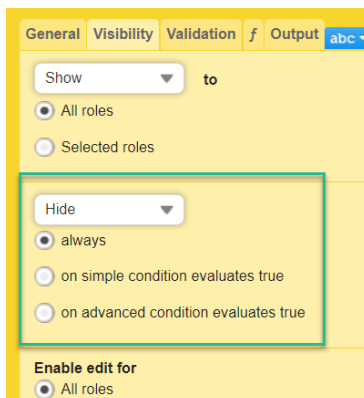 General Visibility Validation ƒ Output abc
Show to
All roles
Selected roles
Hide
always
on simple condition evaluates true
on advanced condition evaluates true
Enable edit for
All roles